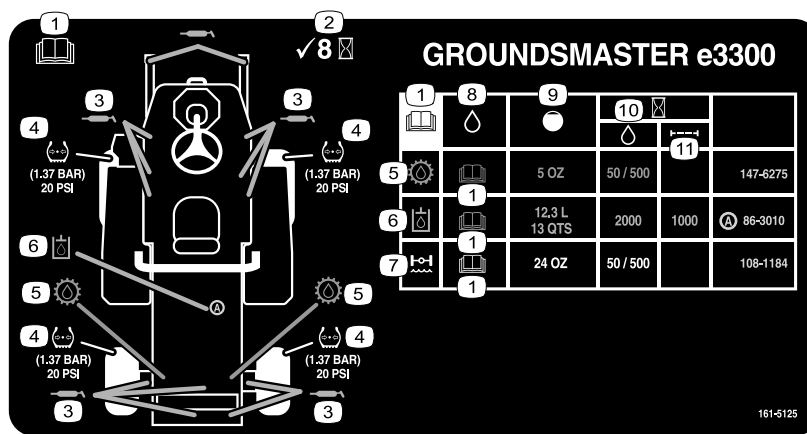 1
2
✓8
GROUNDSMASTER e3300
3
3
4
4
(1.37 BAR)
20 PSI
(1.37 BAR)
20 PSI
6
A
5
5
4
4
(1.37 BAR)
20 PSI
(1.37 BAR)
20 PSI
3
3
1
8
9
10
11
5
1
5 OZ
50 / 500
147-6275
6
1
12.3 L
13 QTS
2000
1000
A 86-3010
7
1
24 OZ
50 / 500
108-1184
161-5125